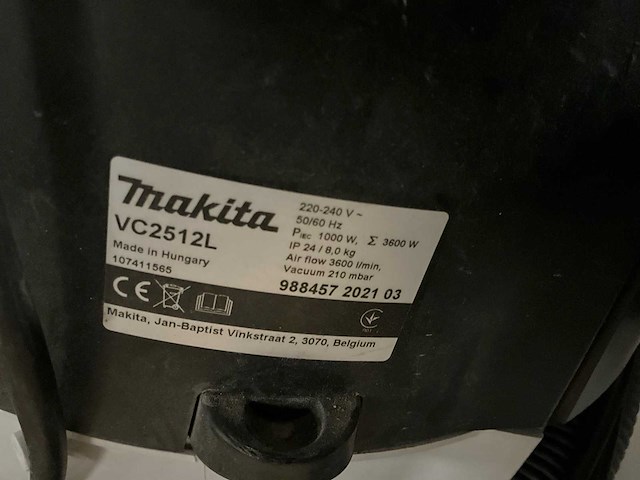 makita
VC2512L
Made in Hungary
107411565
220-240 V ~
50/60 Hz
PIEC 1000 W, Σ 3600 W
IP 24 / 8,0 kg
Air flow 3600 l/min,
Vacuum 210 mbar
988457 2021 03
CE
Makita, Jan-Baptist Vinkstraat 2, 3070, Belgium